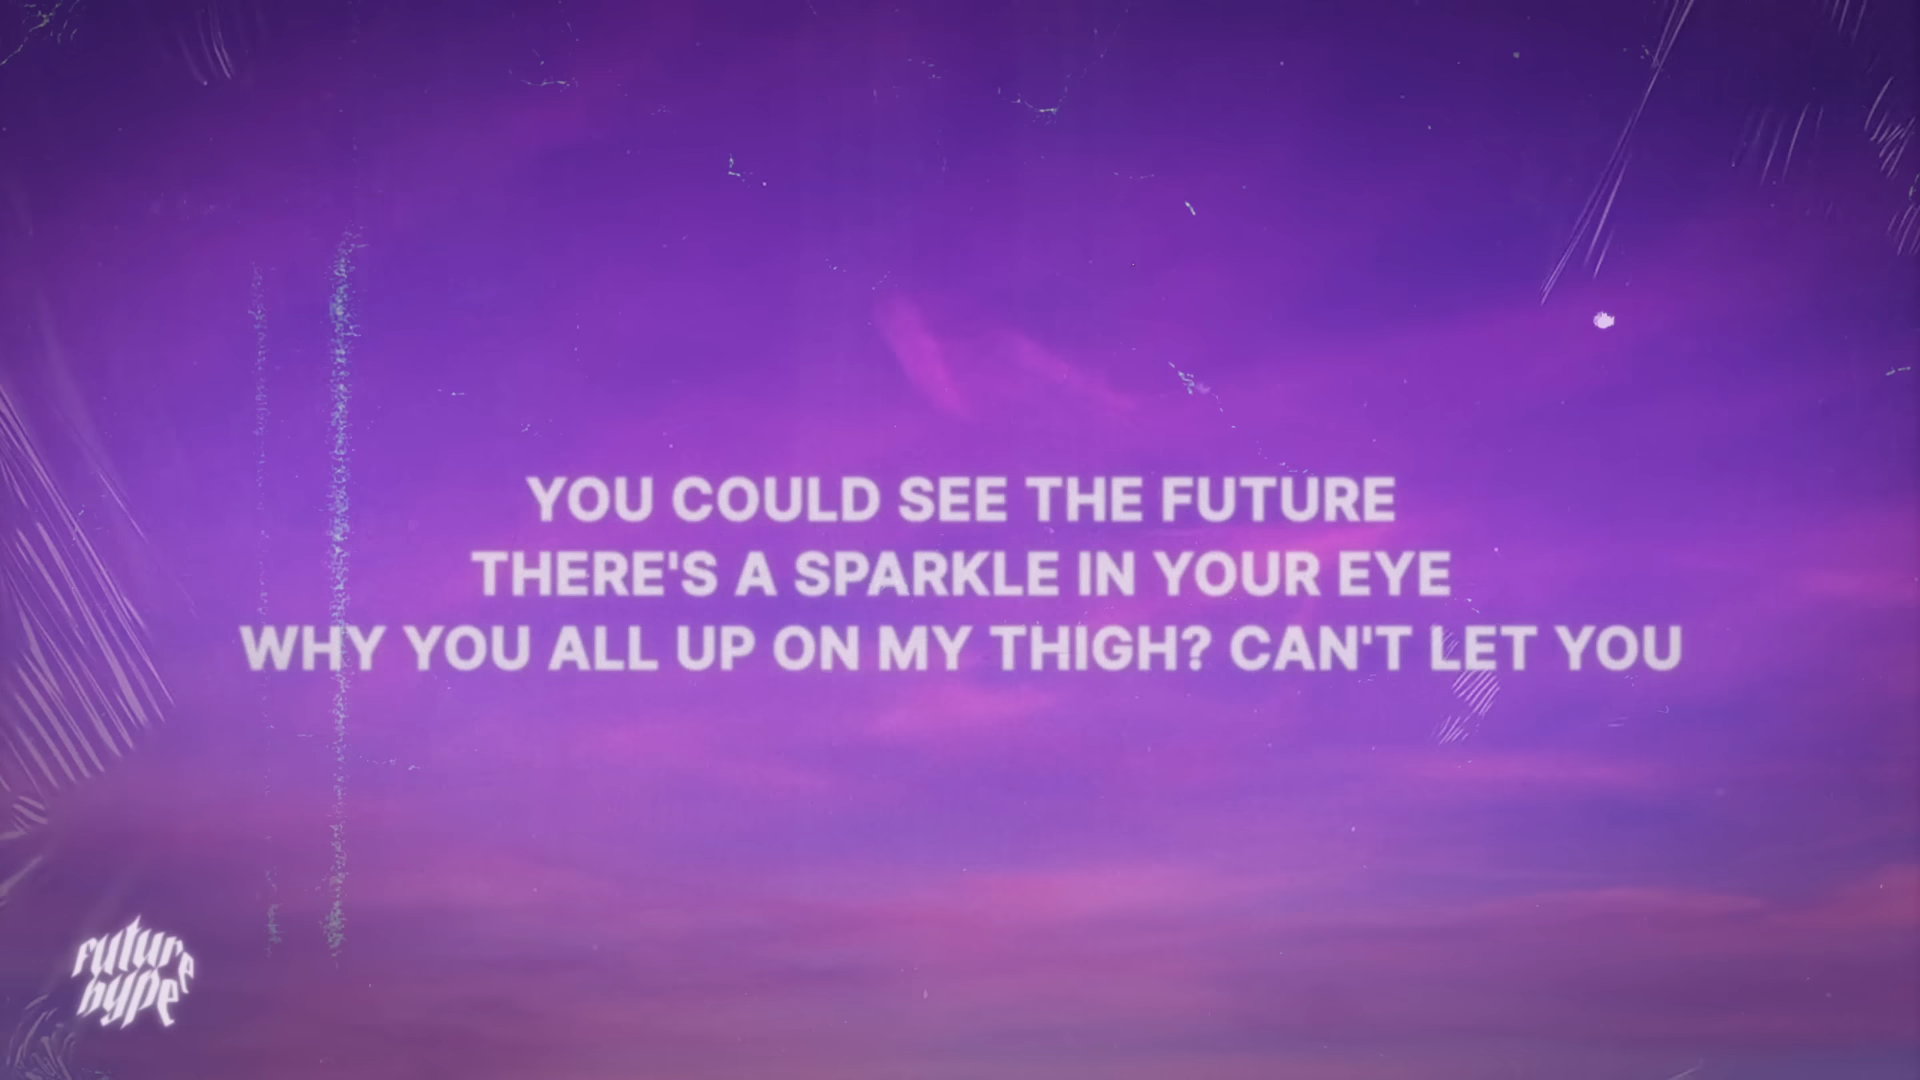 YOU COULD SEE THE FUTURE
THERE'S A SPARKLE IN YOUR EYE
WHY YOU ALL UP ON MY THIGH? CAN'T LET YOU
future
hype